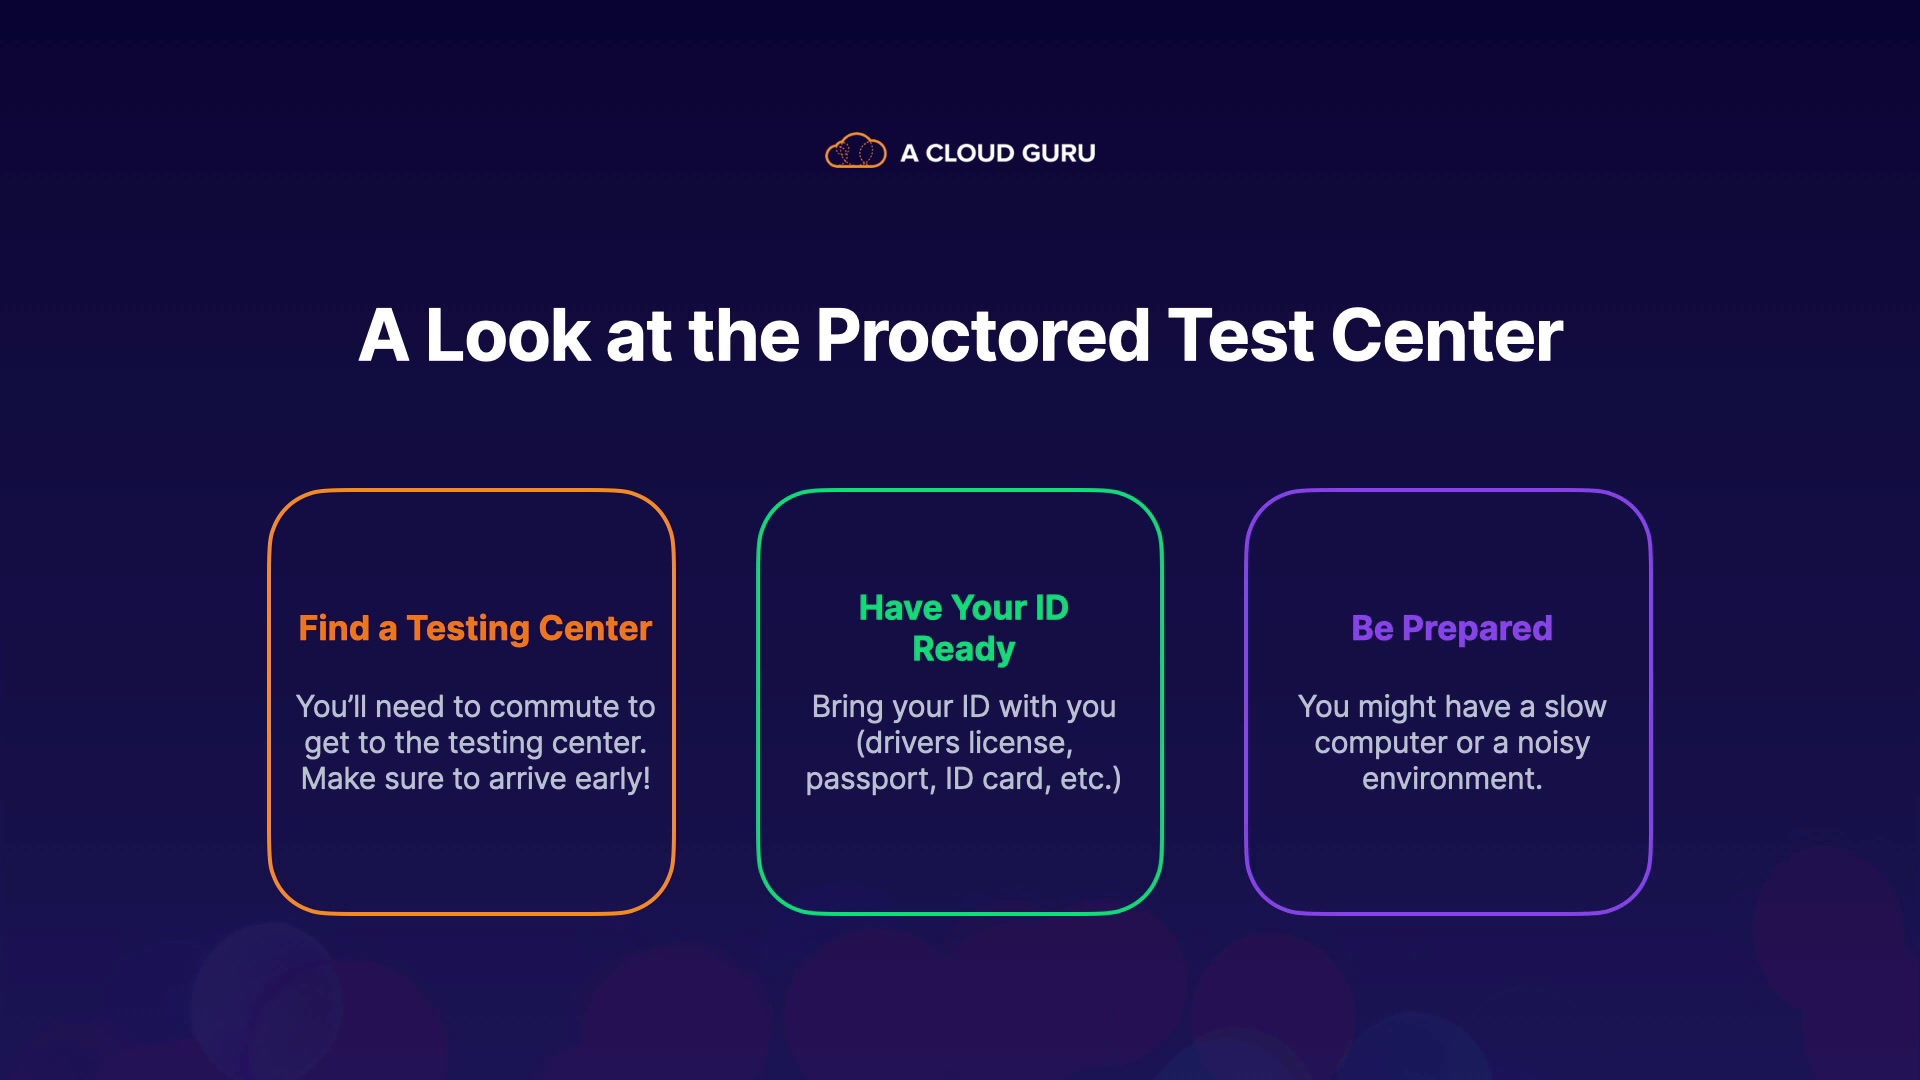 A CLOUD GURU
A Look at the Proctored Test Center
Find a Testing Center
You’ll need to commute to
get to the testing center.
Make sure to arrive early!
Have Your ID
Ready
Bring your ID with you
(drivers license,
passport, ID card, etc.)
Be Prepared
You might have a slow
computer or a noisy
environment.